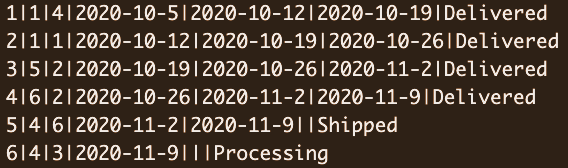 1|1|4|2020-10-5|2020-10-12|2020-10-19|Delivered
2|1|1|2020-10-12|2020-10-19|2020-10-26|Delivered
3|5|2|2020-10-19|2020-10-26|2020-11-2|Delivered
4|6|2|2020-10-26|2020-11-2|2020-11-9|Delivered
5|4|6|2020-11-2|2020-11-9||Shipped
6|4|3|2020-11-9|||Processing